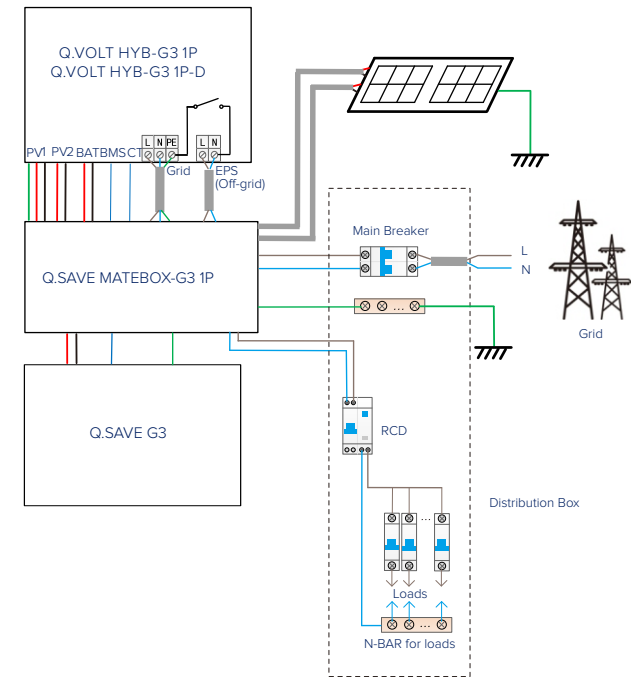 Q.VOLT HYB-G3 1P
Q.VOLT HYB-G3 1P-D
L N PE
L N
PV1 PV2 BAT BMS CT
Grid
EPS
(Off-grid)
Main Breaker
L
N
Q.SAVE MATEBOX-G3 1P
...
Grid
Q.SAVE G3
RCD
Distribution Box
...
Loads
...
N-BAR for loads